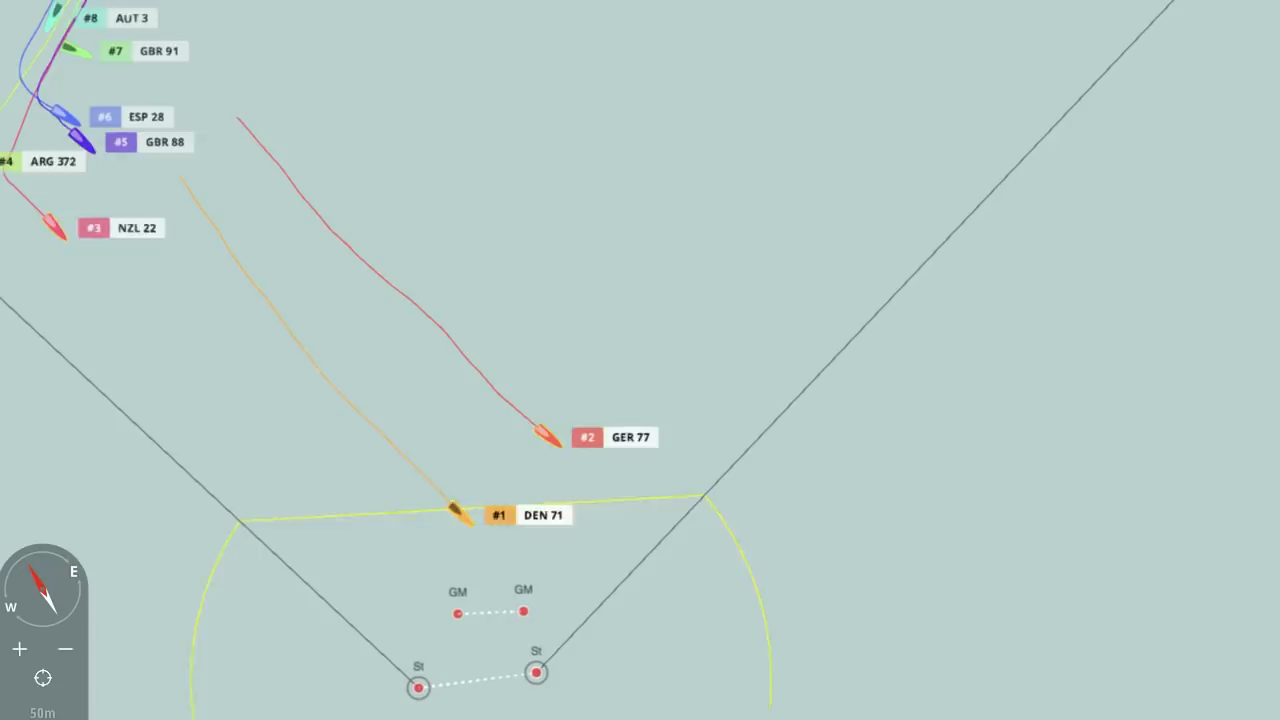 #8 AUT 3
#7 GBR 91
#6 ESP 28
#5 GBR 88
#4 ARG 372
#3 NZL 22
#2 GER 77
#1 DEN 71
E
W
GM GM
St St
50m